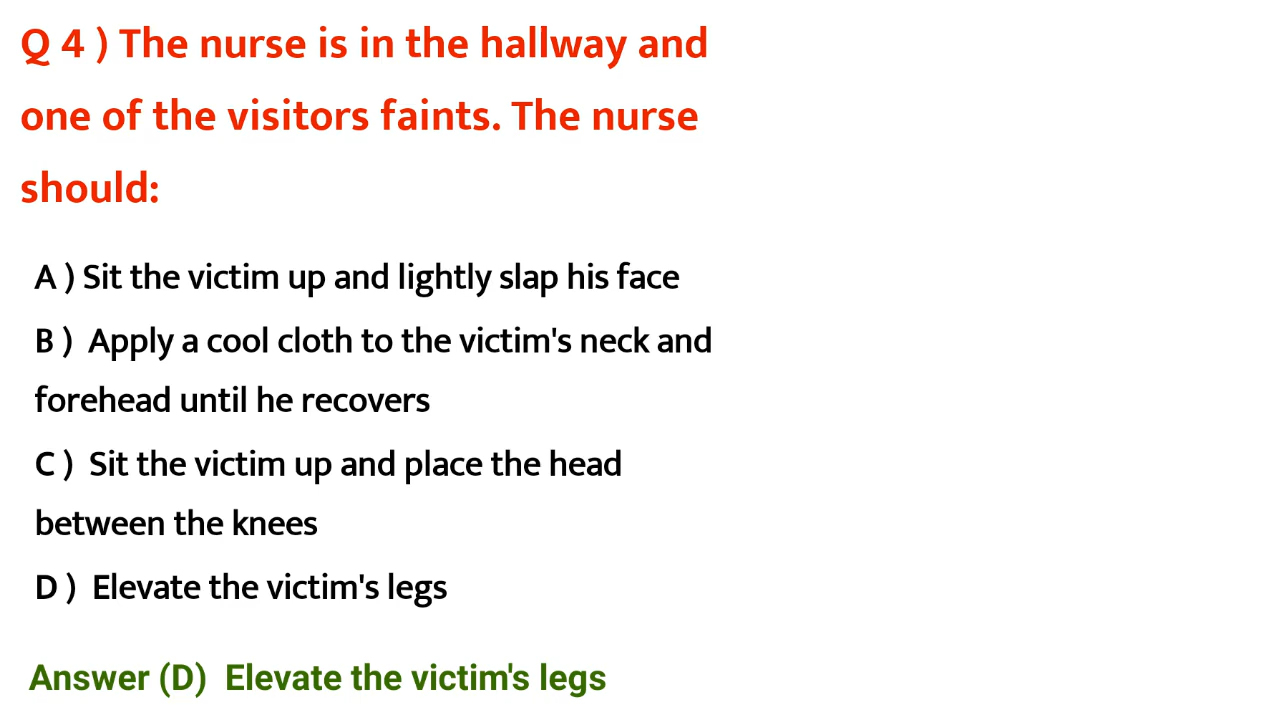 Q 4 ) The nurse is in the hallway and
one of the visitors faints. The nurse
should:
A ) Sit the victim up and lightly slap his face
B ) Apply a cool cloth to the victim's neck and
forehead until he recovers
C ) Sit the victim up and place the head
between the knees
D ) Elevate the victim's legs
Answer (D) Elevate the victim's legs